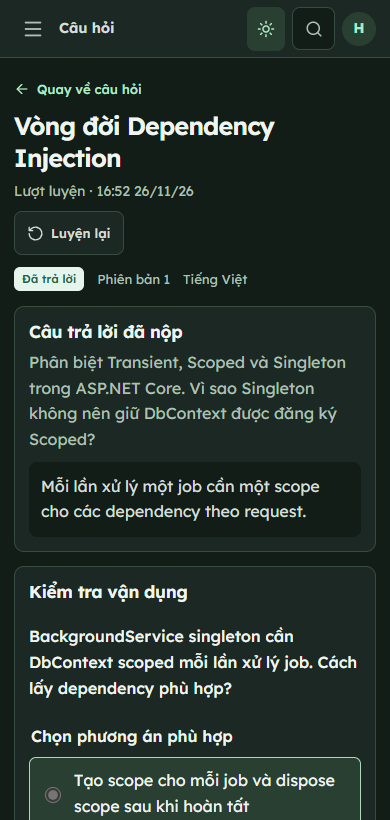 Câu hỏi
H
Quay về câu hỏi
Vòng đời Dependency
Injection
Lượt luyện · 16:52 26/11/26
Luyện lại
Đã trả lời Phiên bản 1 Tiếng Việt
Câu trả lời đã nộp
Phân biệt Transient, Scoped và Singleton
trong ASP.NET Core. Vì sao Singleton
không nên giữ DbContext được đăng ký
Scoped?
Mỗi lần xử lý một job cần một scope
cho các dependency theo request.
Kiểm tra vận dụng
BackgroundService singleton cần
DbContext scoped mỗi lần xử lý job. Cách
lấy dependency phù hợp?
Chọn phương án phù hợp
Tạo scope cho mỗi job và dispose
scope sau khi hoàn tất